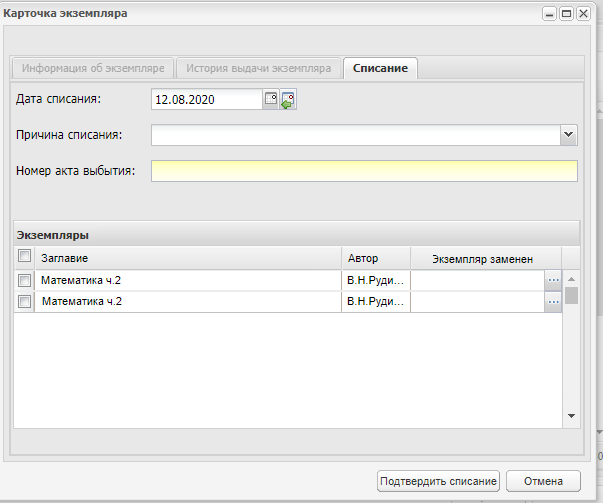 Карточка экземпляра
Информация об экземпляре История выдачи экземпляра Списание
Дата списания: 12.08.2020
Причина списания:
Номер акта выбытия:
Экземпляры
Заглавие Автор Экземпляр заменен
Математика ч.2 В.Н.Руди... ...
Математика ч.2 В.Н.Руди... ...
Подтвердить списание Отмена